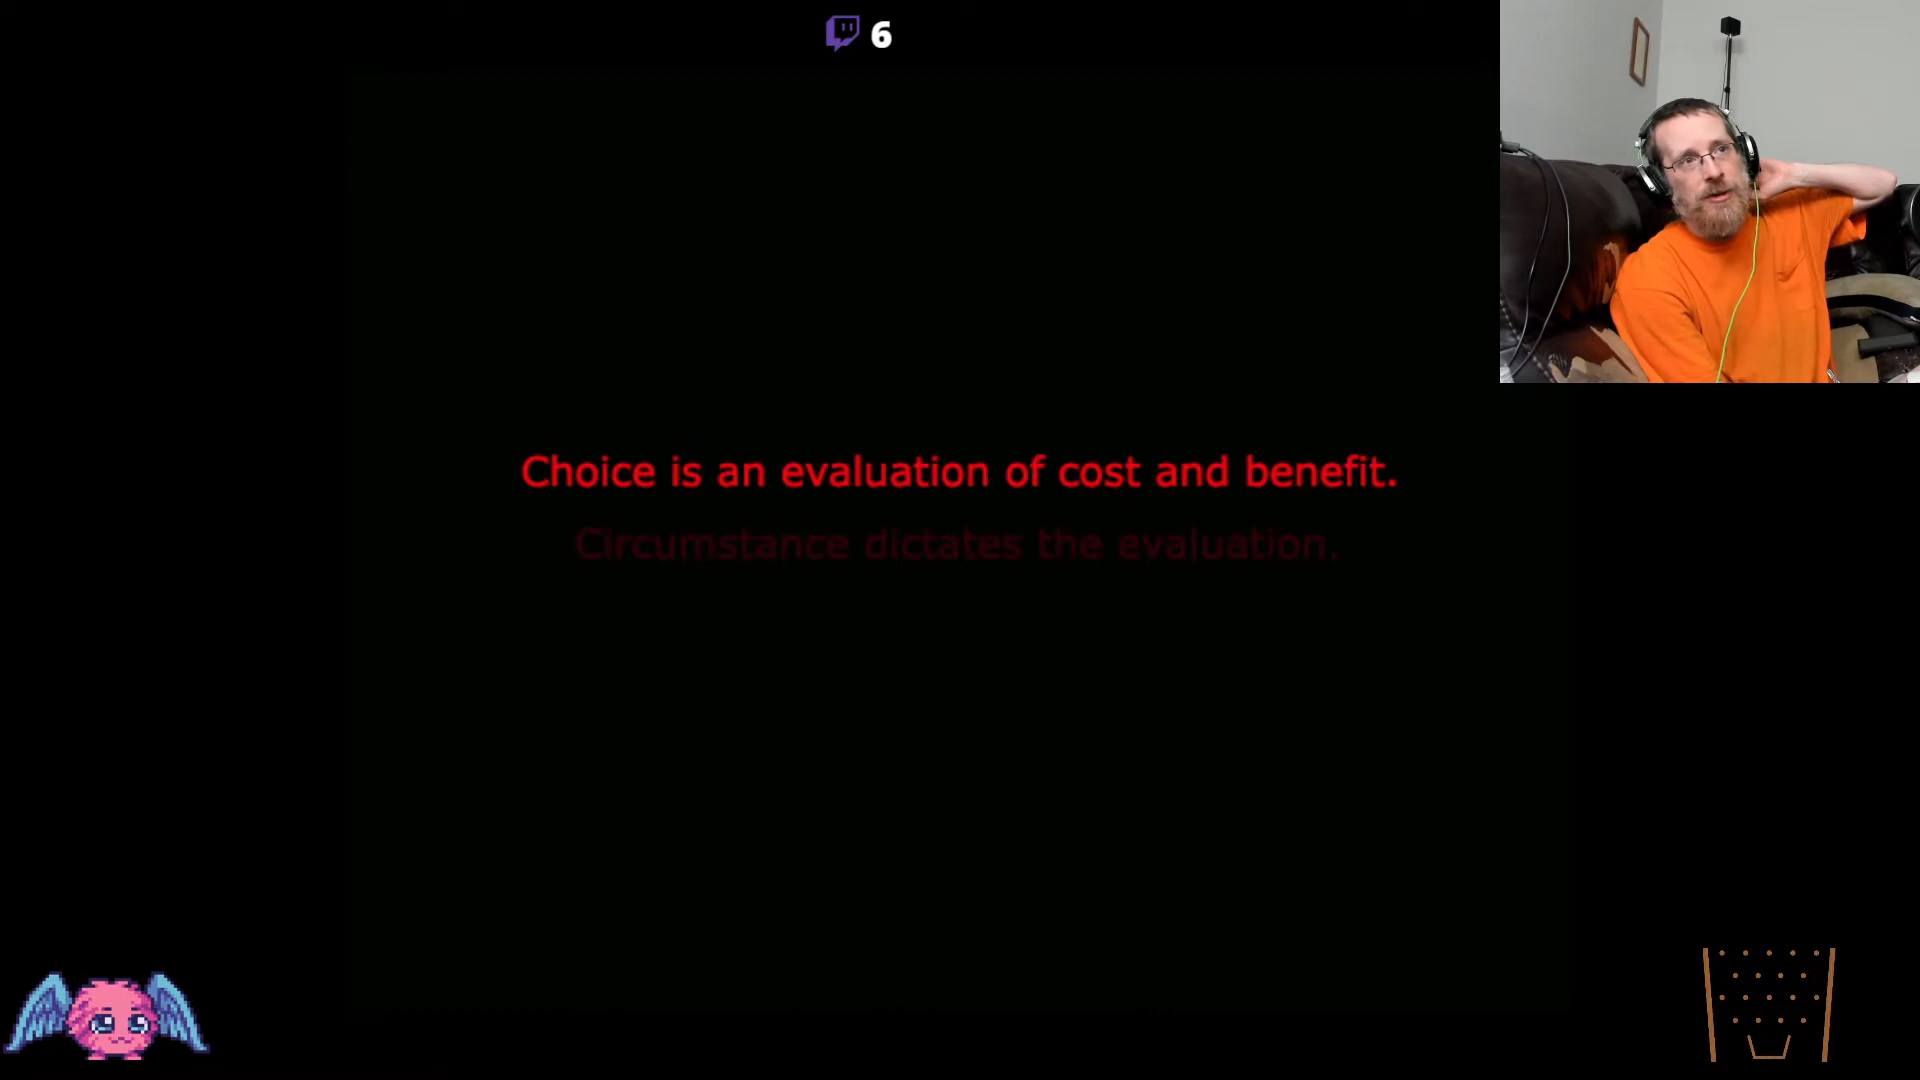 6
Choice is an evaluation of cost and benefit.
Circumstance dictates the evaluation.